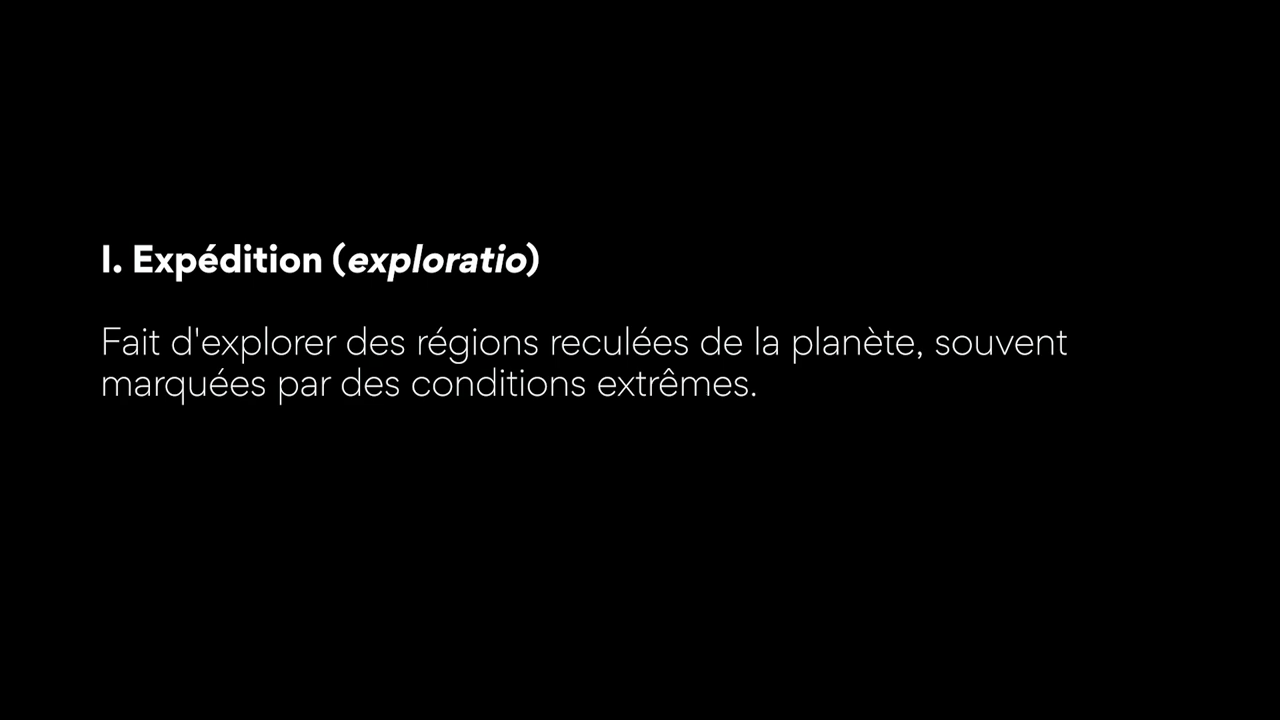 I. Expédition (exploratio)
Fait d'explorer des régions reculées de la planète, souvent
marquées par des conditions extrêmes.